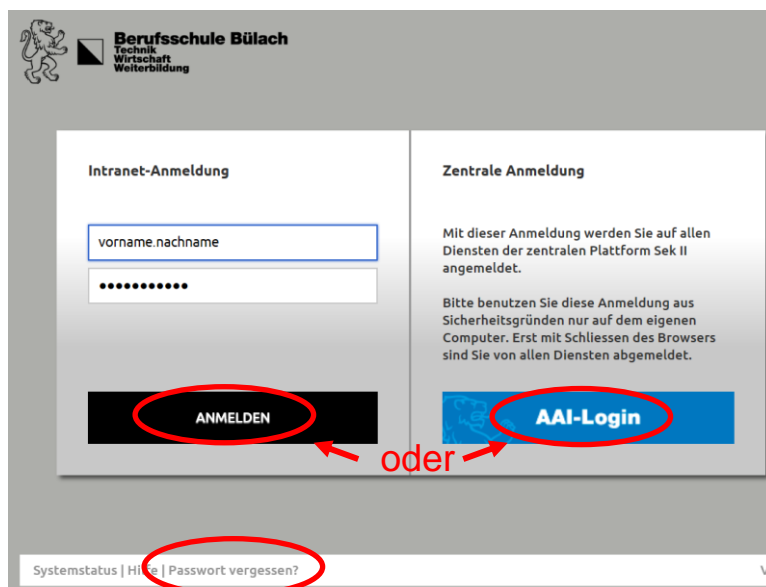 Berufsschule Bülach
Technik
Wirtschaft
Weiterbildung
Intranet-Anmeldung
vorname.nachname
•••••••••••
ANMELDEN
Zentrale Anmeldung
Mit dieser Anmeldung werden Sie auf allen
Diensten der zentralen Plattform Sek II
angemeldet.
Bitte benutzen Sie diese Anmeldung aus
Sicherheitsgründen nur auf dem eigenen
Computer. Erst mit Schliessen des Browsers
sind Sie von allen Diensten abgemeldet.
AAI-Login
oder
Systemstatus | Hilfe | Passwort vergessen?